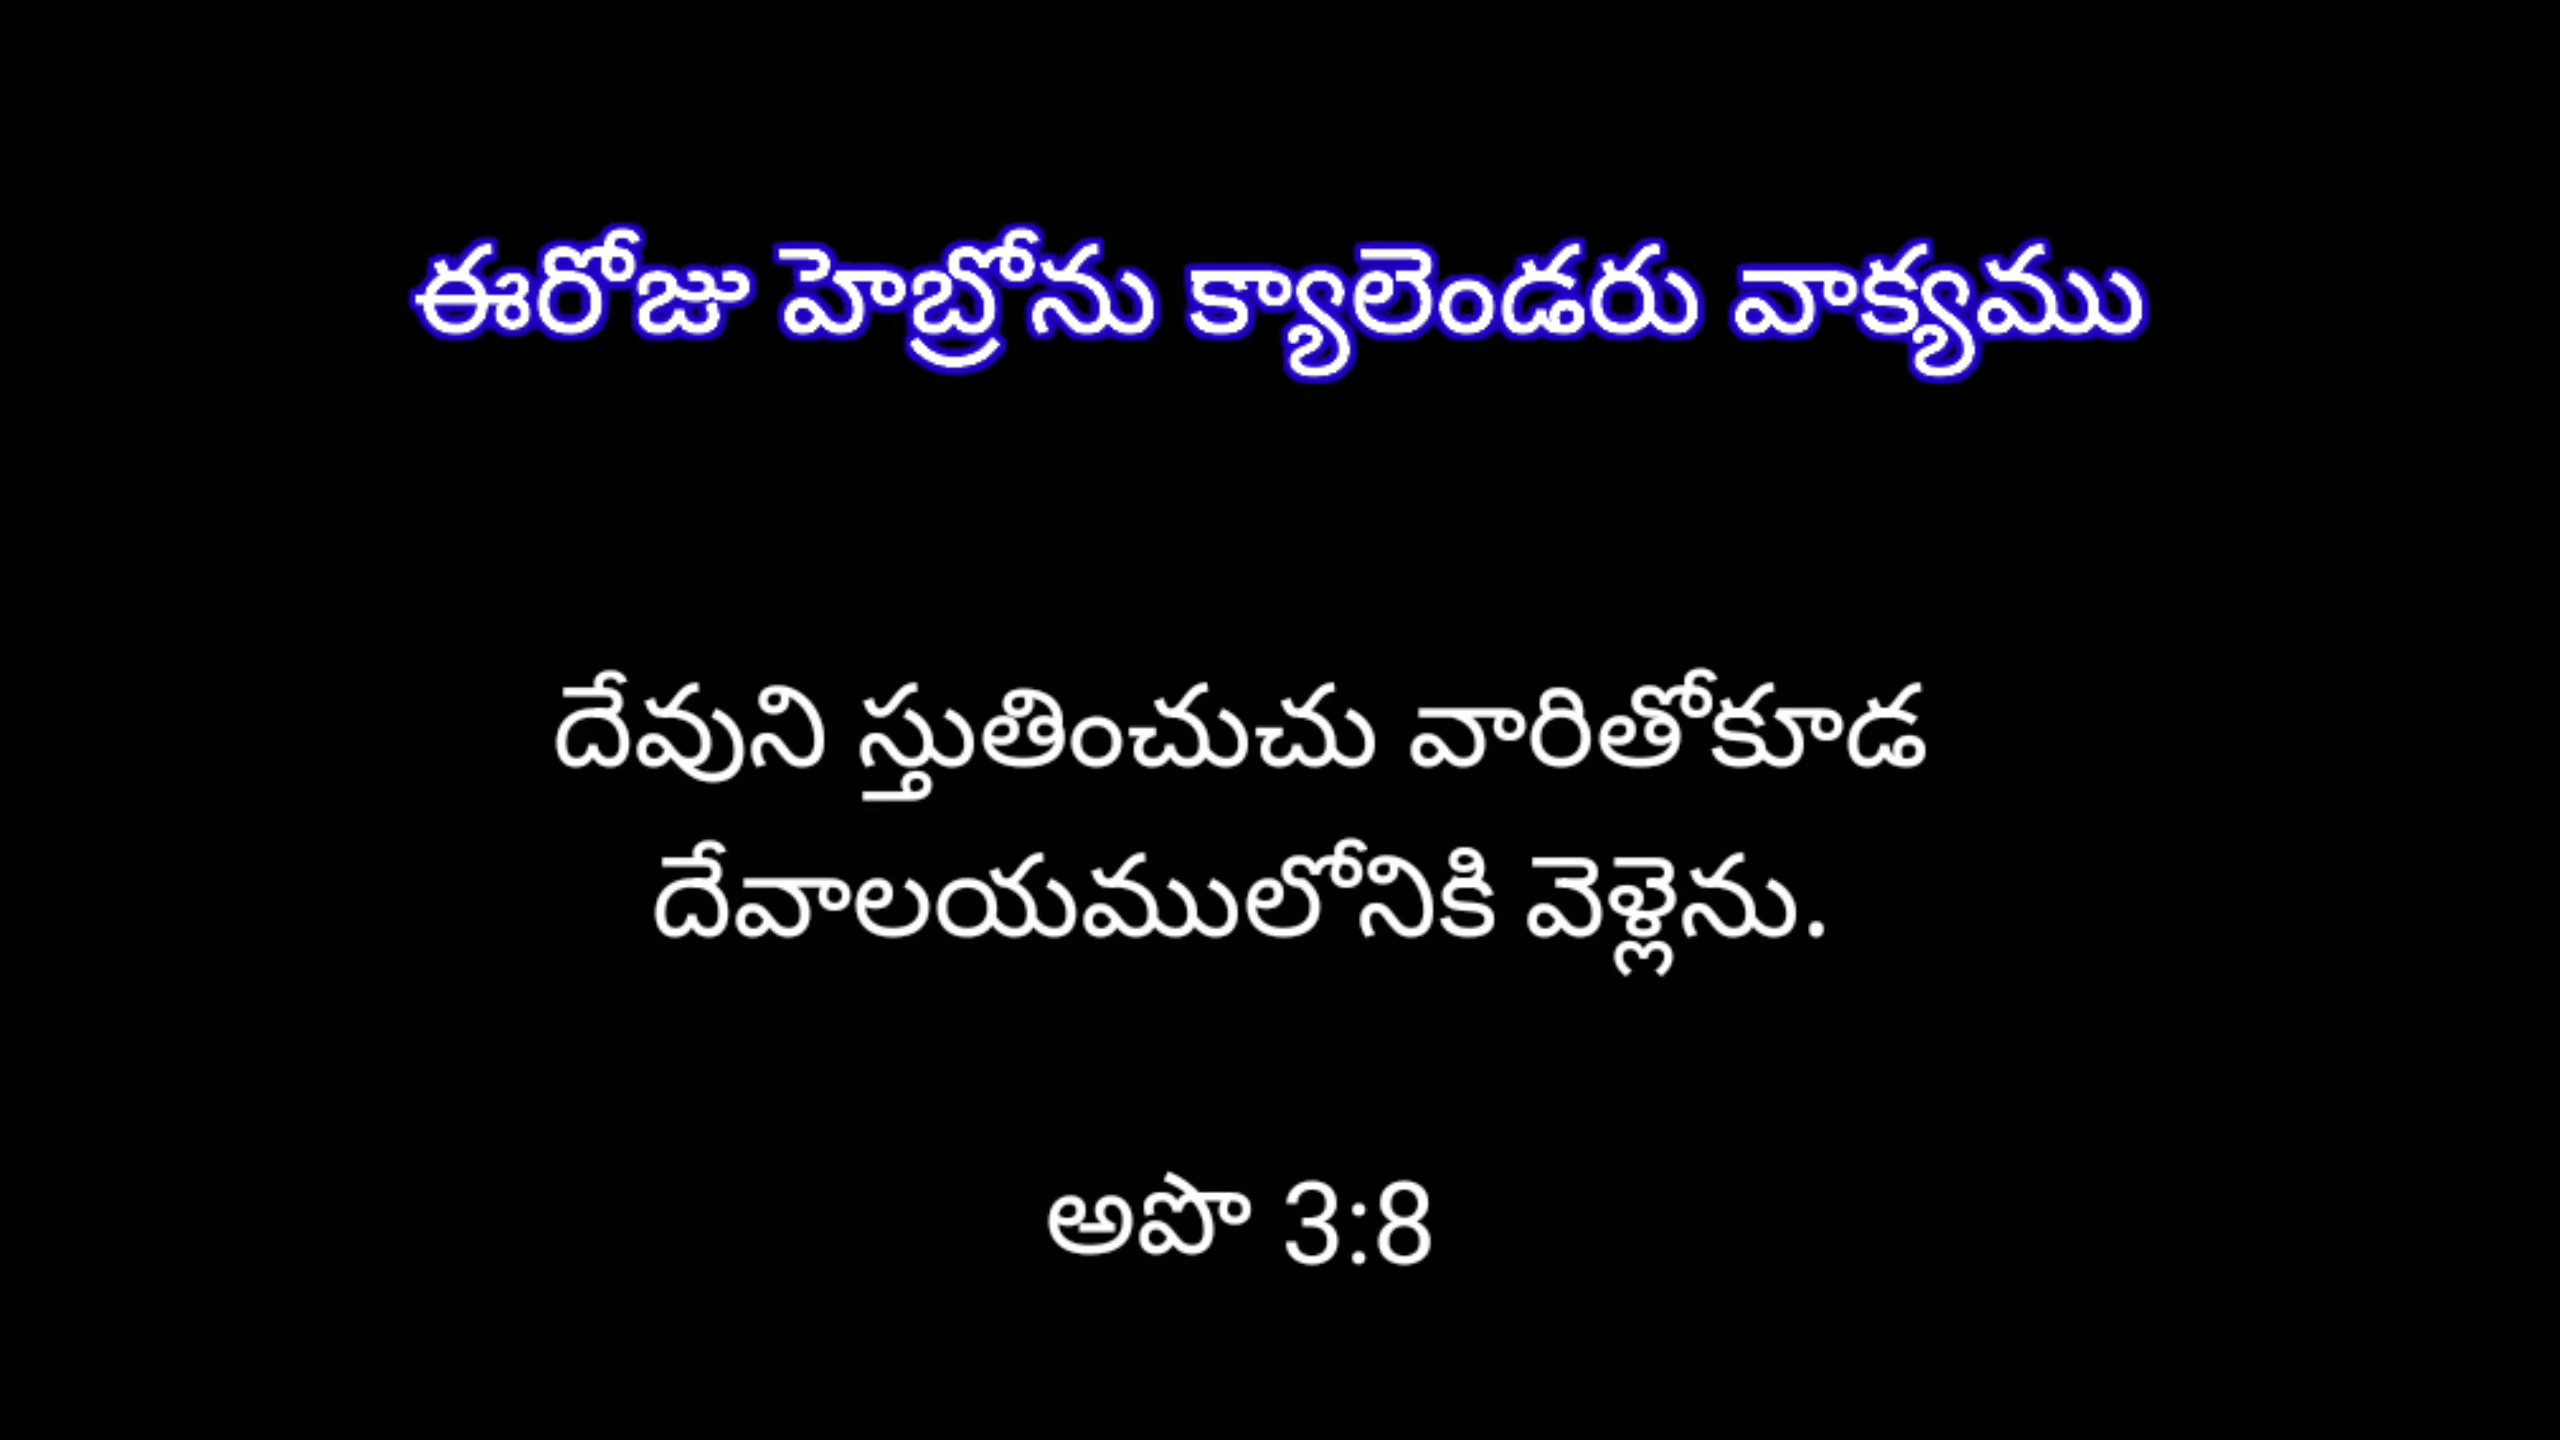 ఈరోజు హెబ్రోను క్యాలెండరు వాక్యము
దేవుని స్తుతించుచు వారితోకూడ
దేవాలయములోనికి వెళ్లెను.
అపొ 3:8